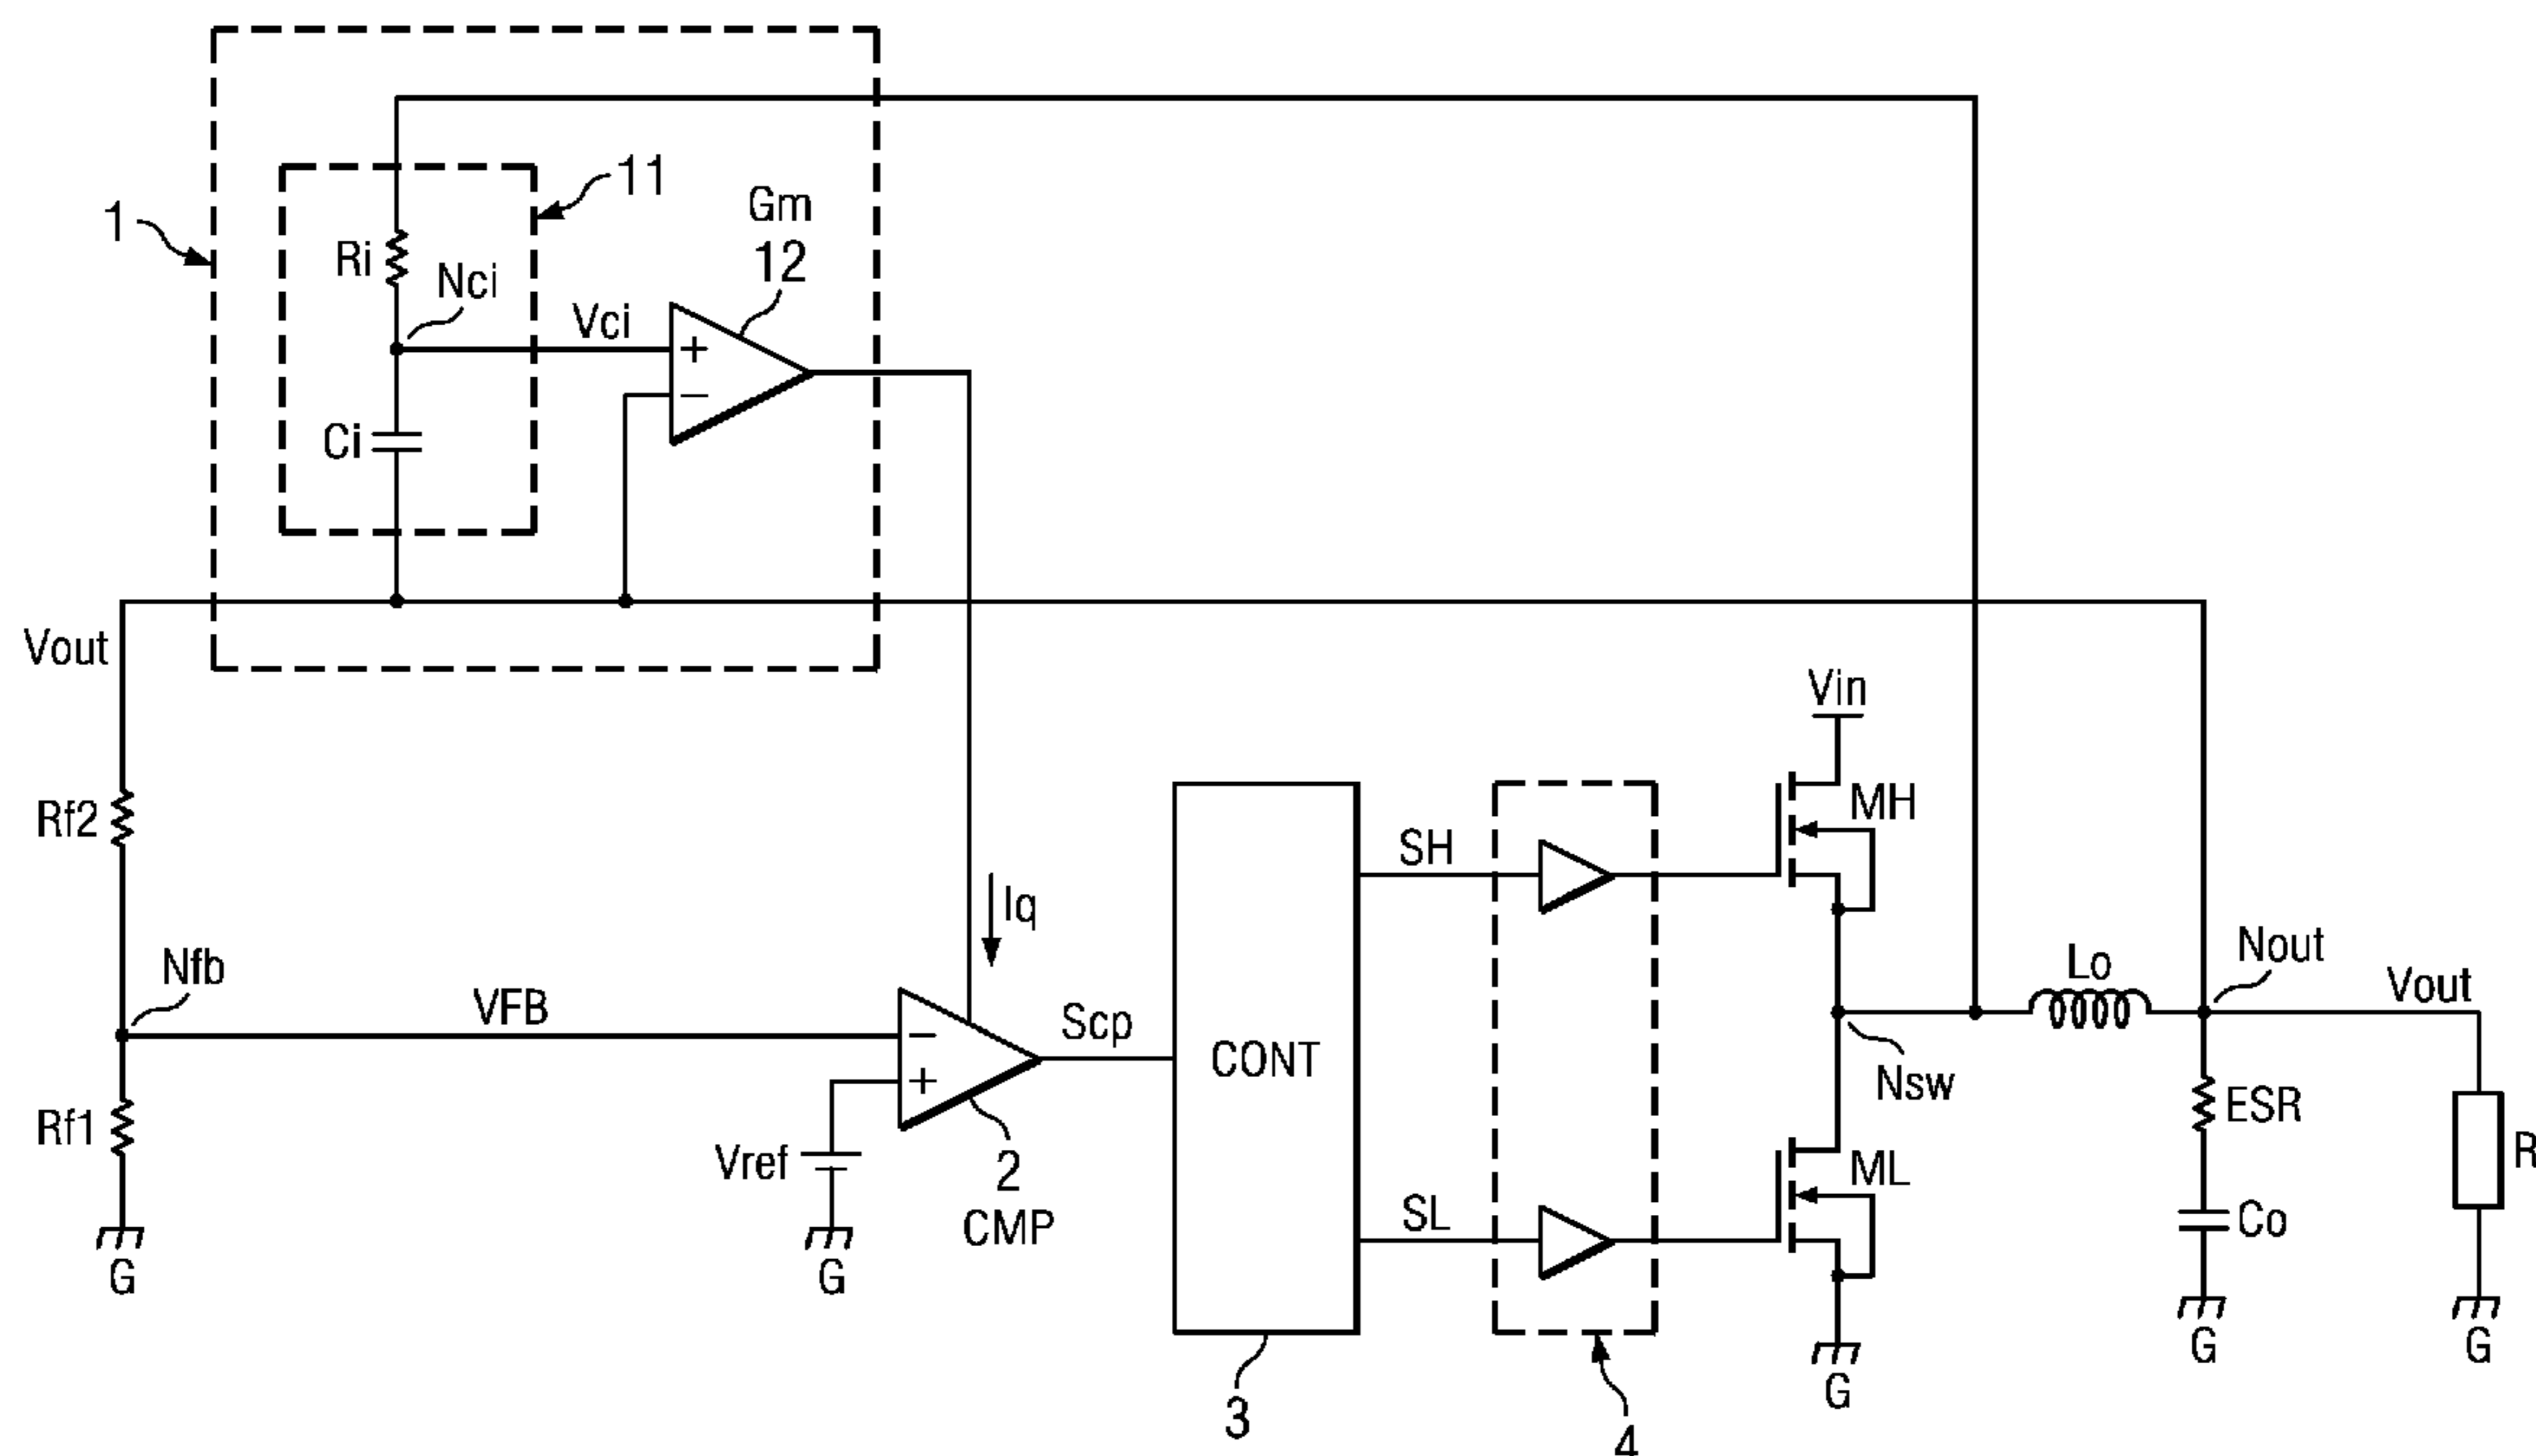 11
Gm
1
12
Ri
Nci
Vci
+
−
Ci
Vout
Vin
Rf2
MH
SH
Iq
Nfb
Nout
Lo
Vout
VFB
Scp
−
CONT
+
Nsw
ESR
Rf1
Vref
2
ML
R
CMP
SL
Co
G
G
G
G
G
3
4